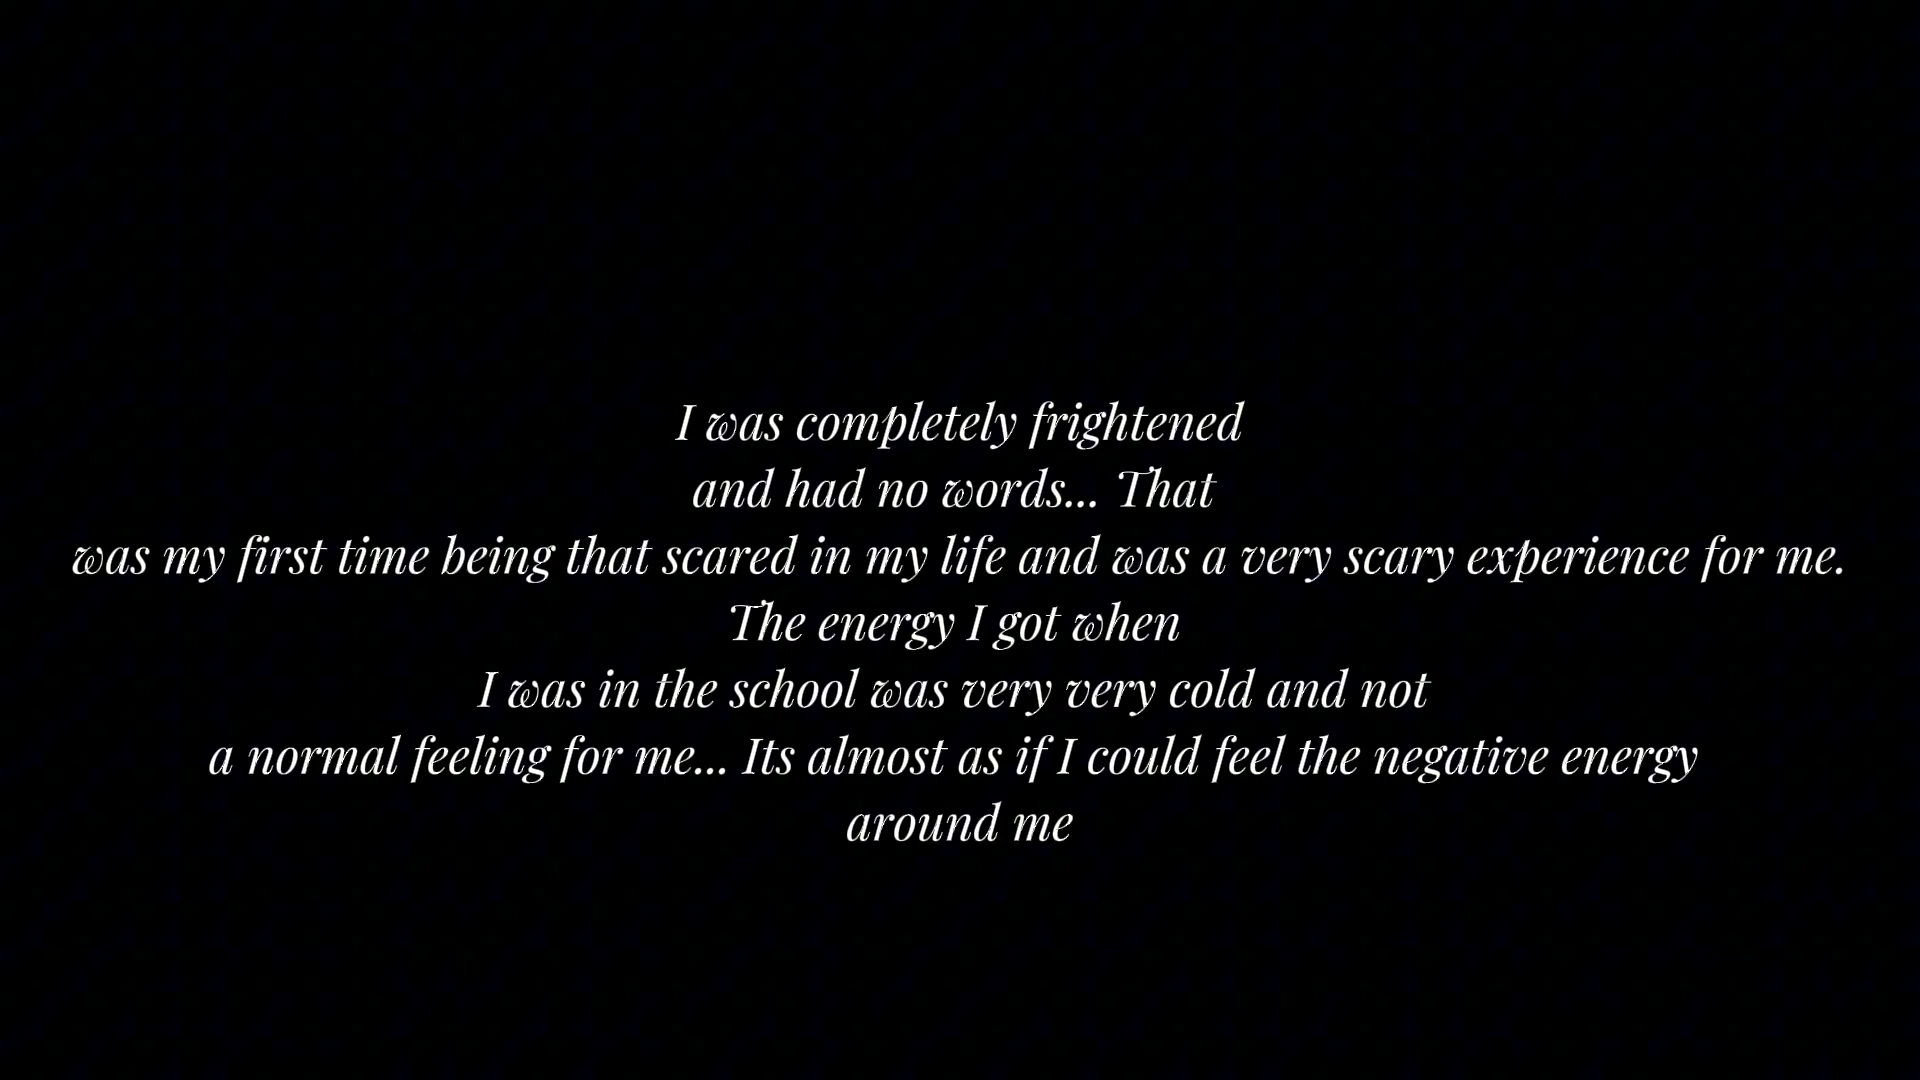 I was completely frightened
and had no words... That
was my first time being that scared in my life and was a very scary experience for me.
The energy I got when
I was in the school was very very cold and not
a normal feeling for me... Its almost as if I could feel the negative energy
around me